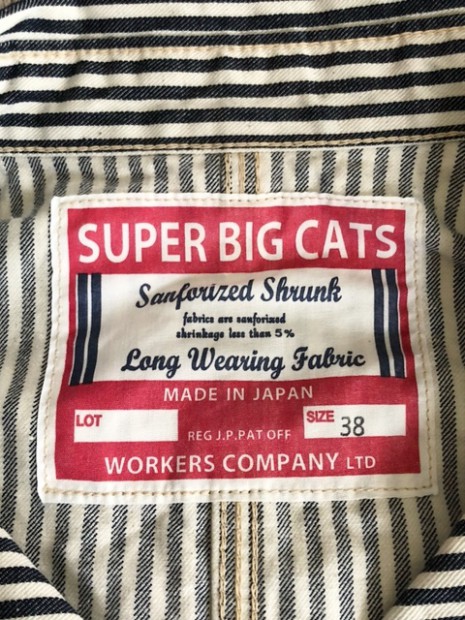 SUPER BIG CATS
Sanforized Shrunk
fabrics are sanforized
shrinkage less than 5%
Long Wearing Fabric
MADE IN JAPAN
LOT
REG J.P.PAT OFF
SIZE 38
WORKERS COMPANY LTD